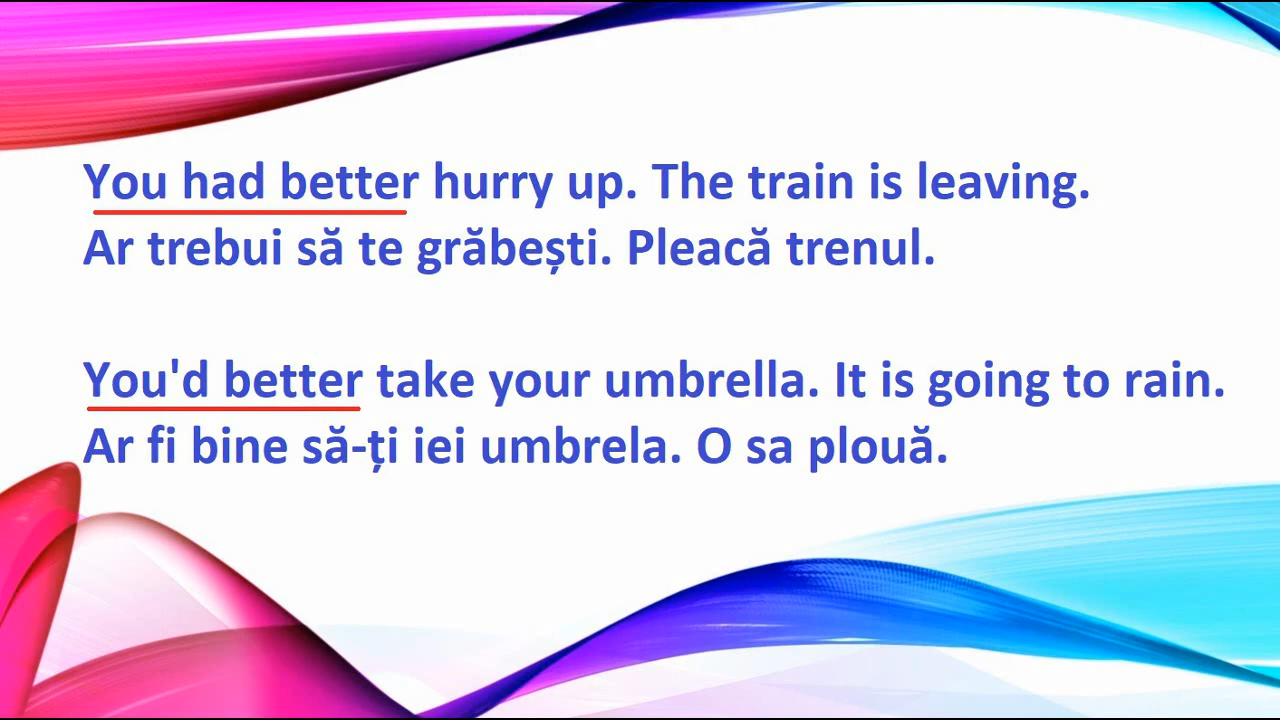 You had better hurry up. The train is leaving.
Ar trebui să te grăbești. Pleacă trenul.
You'd better take your umbrella. It is going to rain.
Ar fi bine să-ți iei umbrela. O sa plouă.